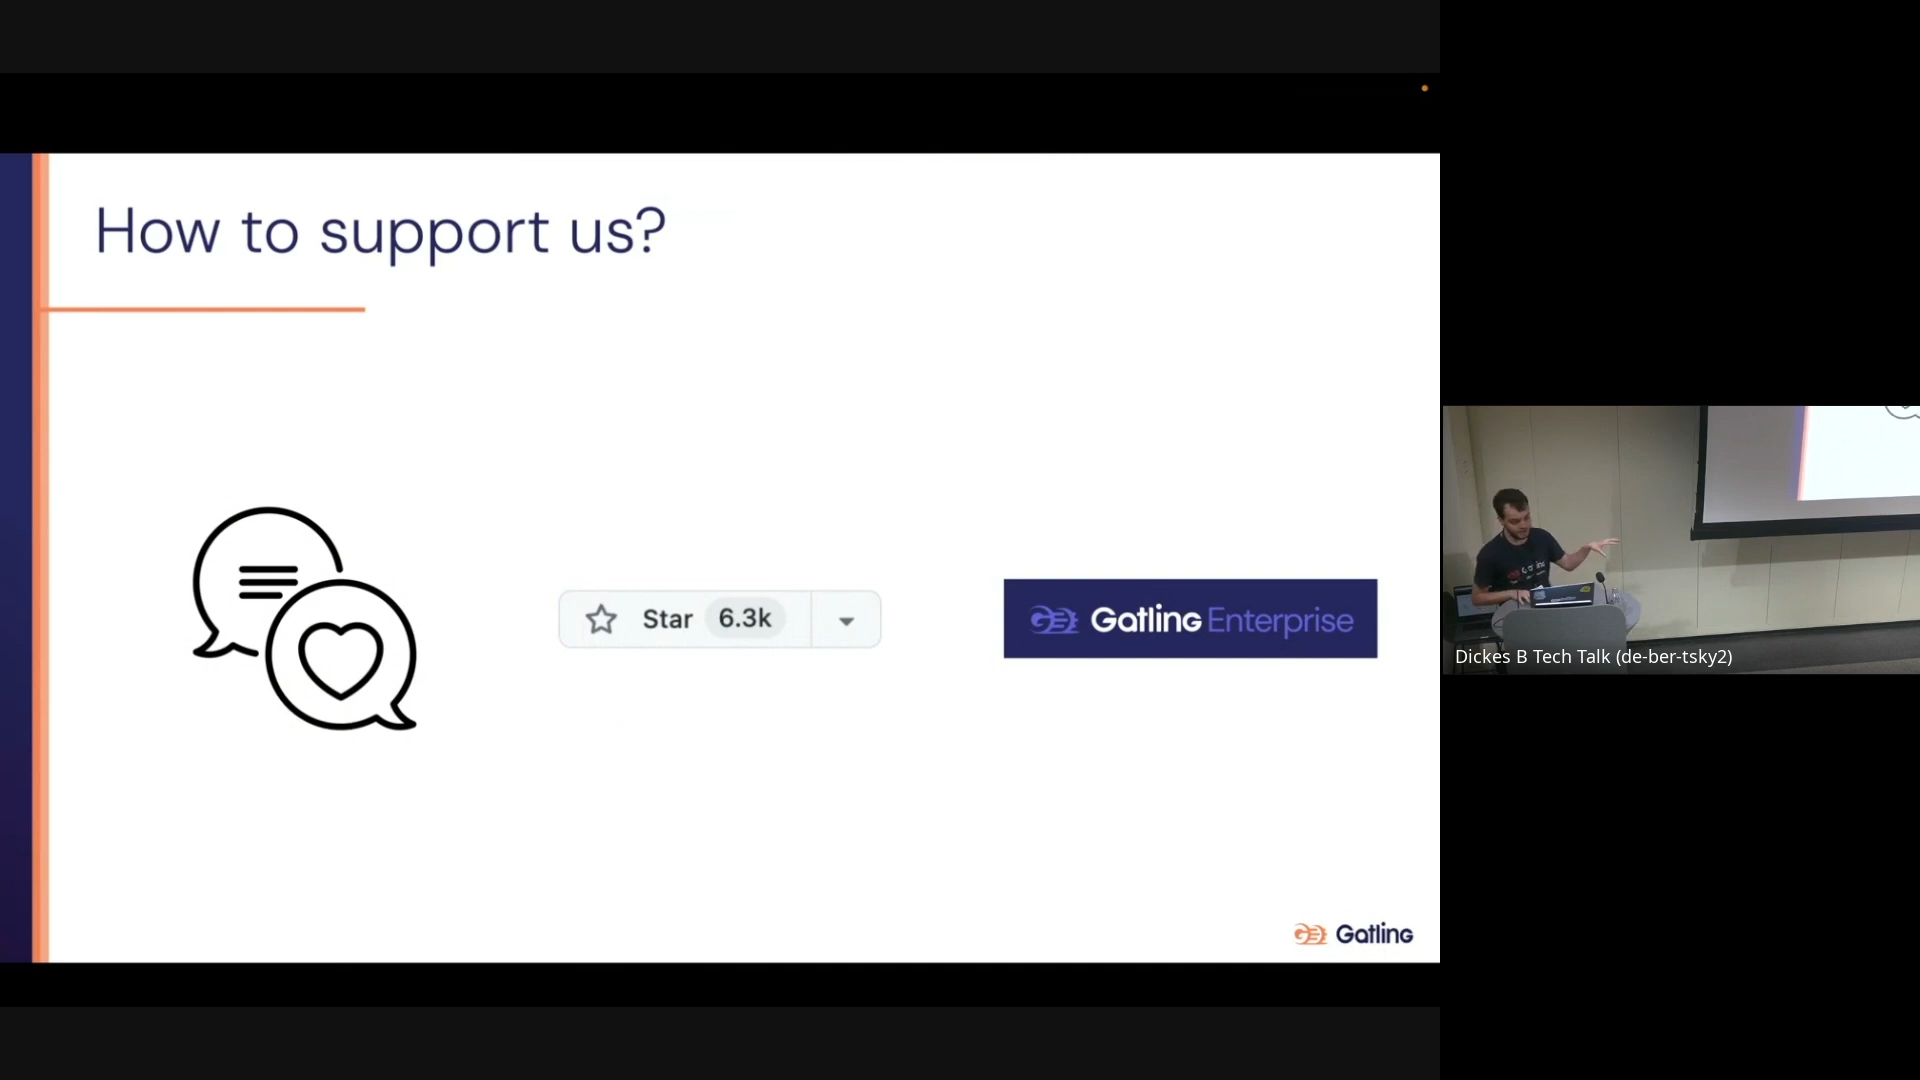 How to support us?
Star 6.3k
Gatling Enterprise
Gatling
Dickes B Tech Talk (de-ber-tsky2)